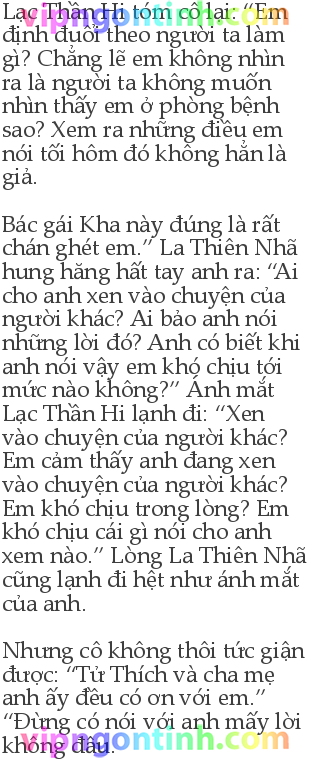 Lạc Thần Hi tóm cô lại: “Em
vipngontinh.com
định đuổi theo người ta làm
gì? Chẳng lẽ em không nhìn
ra là người ta không muốn
nhìn thấy em ở phòng bệnh
sao? Xem ra những điều em
nói tối hôm đó không hẳn là
giả.
Bác gái Kha này đúng là rất
chán ghét em.” La Thiên Nhã
hung hăng hất tay anh ra: “Ai
cho anh xen vào chuyện của
người khác? Ai bảo anh nói
những lời đó? Anh có biết khi
anh nói vậy em khó chịu tới
mức nào không?” Ánh mắt
Lạc Thần Hi lạnh đi: “Xen
vào chuyện của người khác?
Em cảm thấy anh đang xen
vào chuyện của người khác?
Em khó chịu trong lòng? Em
khó chịu cái gì nói cho anh
xem nào.” Lòng La Thiên Nhã
cũng lạnh đi hệt như ánh mắt
của anh.
Nhưng cô không thôi tức giận
được: “Tử Thích và cha mẹ
anh ấy đều có ơn với em.”
“Đừng có nói với anh mấy lời
vipngontinh.com
không đâu.